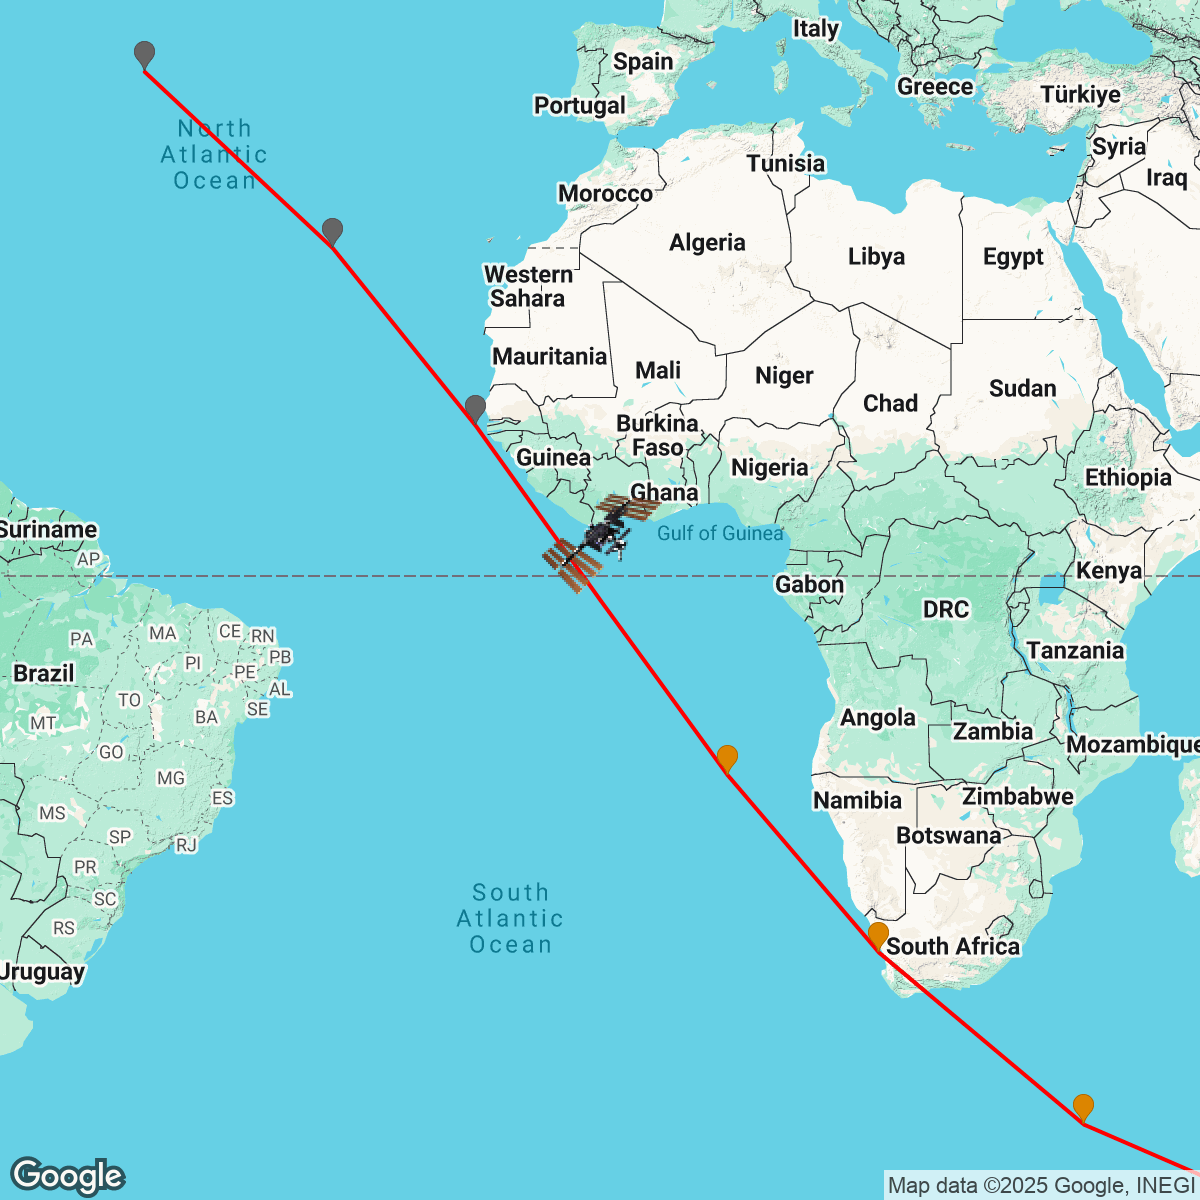 Italy
Spain
Greece
Türkiye
Portugal
North
Atlantic
Ocean
Syria
Tunisia
Iraq
Morocco
Algeria
Libya
Egypt
Western
Sahara
Mauritania
Mali
Niger
Sudan
Chad
Burkina
Faso
Guinea
Nigeria
Ethiopia
Ghana
Suriname
Gulf of Guinea
AP
Kenya
Gabon
DRC
PA
MA
CE
RN
Tanzania
PB
PI
PE
Brazil
AL
TO
SE
BA
MT
Angola
Zambia
Mozambique
GO
MG
ES
Namibia
Zimbabwe
MS
SP
RJ
Botswana
PR
SC
South
Atlantic
Ocean
RS
South Africa
Uruguay
Google
Map data ©2025 Google, INEGI